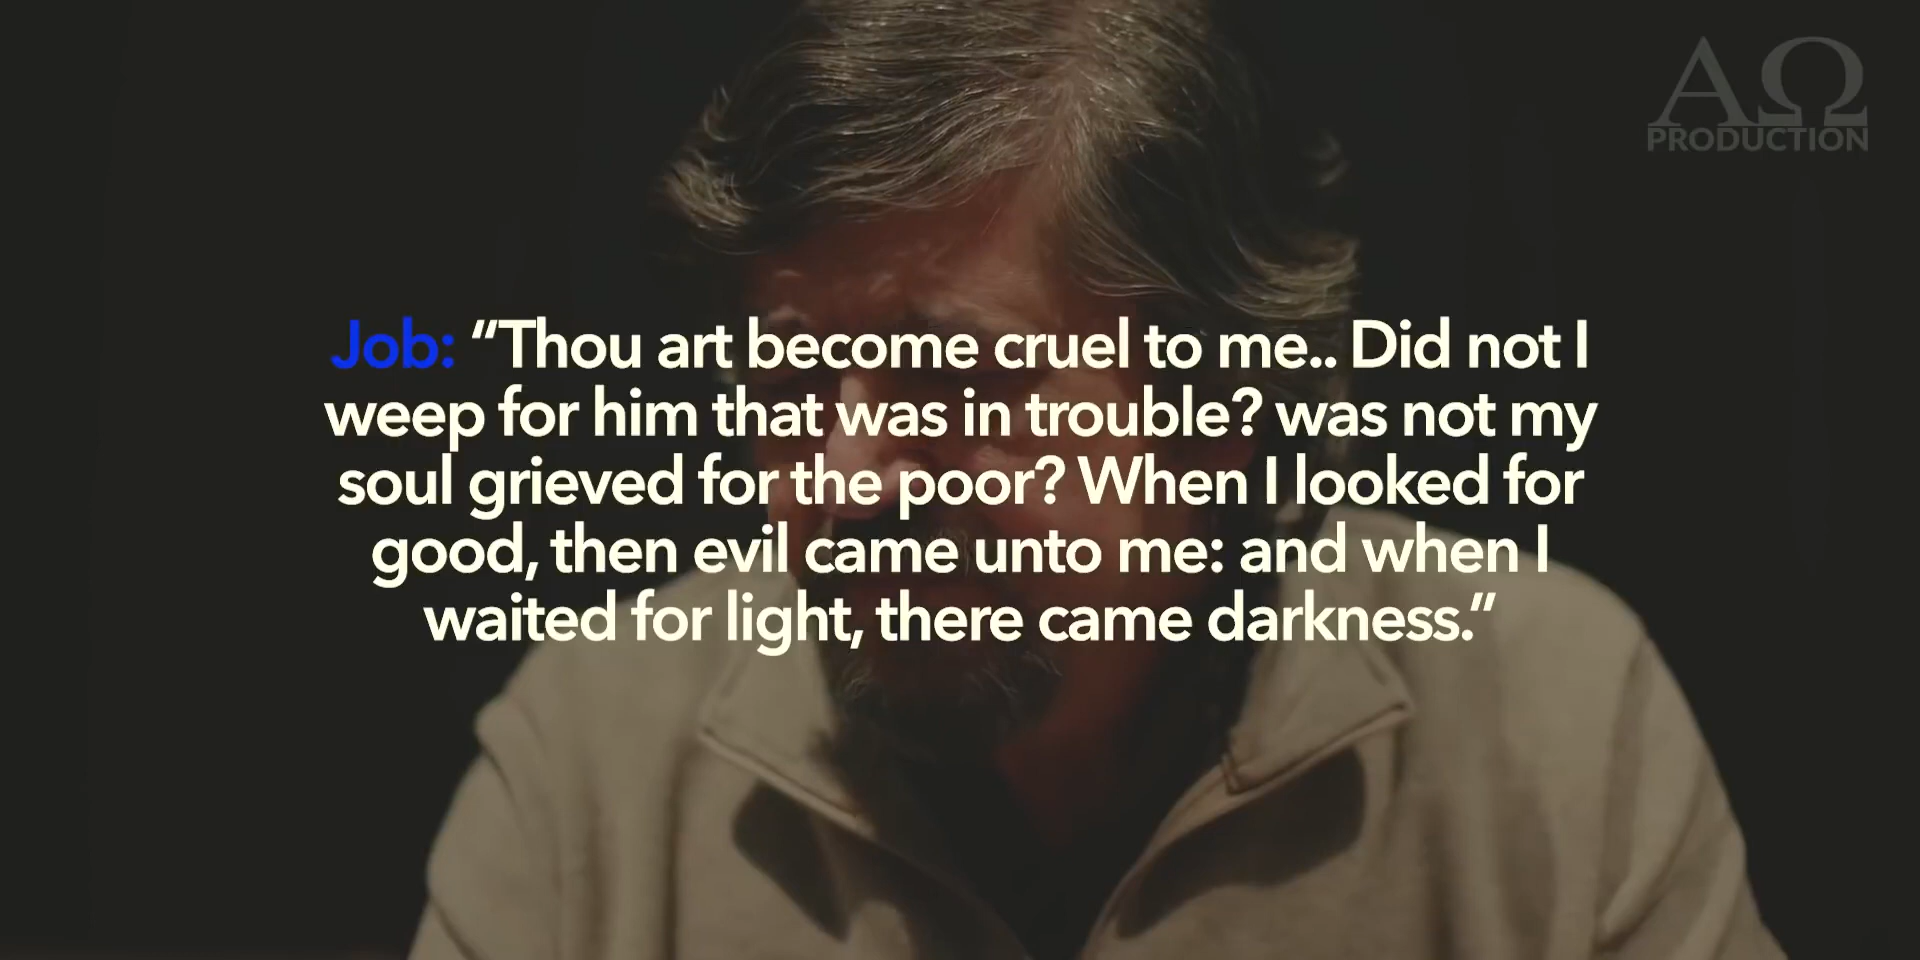 AΩ
PRODUCTION
Job: “Thou art become cruel to me.. Did not I
weep for him that was in trouble? was not my
soul grieved for the poor? When I looked for
good, then evil came unto me: and when I
waited for light, there came darkness.”